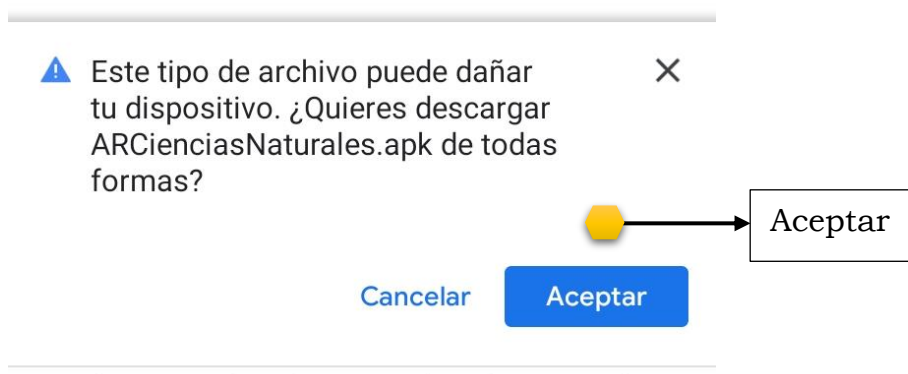 Este tipo de archivo puede dañar
tu dispositivo. ¿Quieres descargar
ARCienciasNaturales.apk de todas
formas?
Aceptar
Cancelar
Aceptar